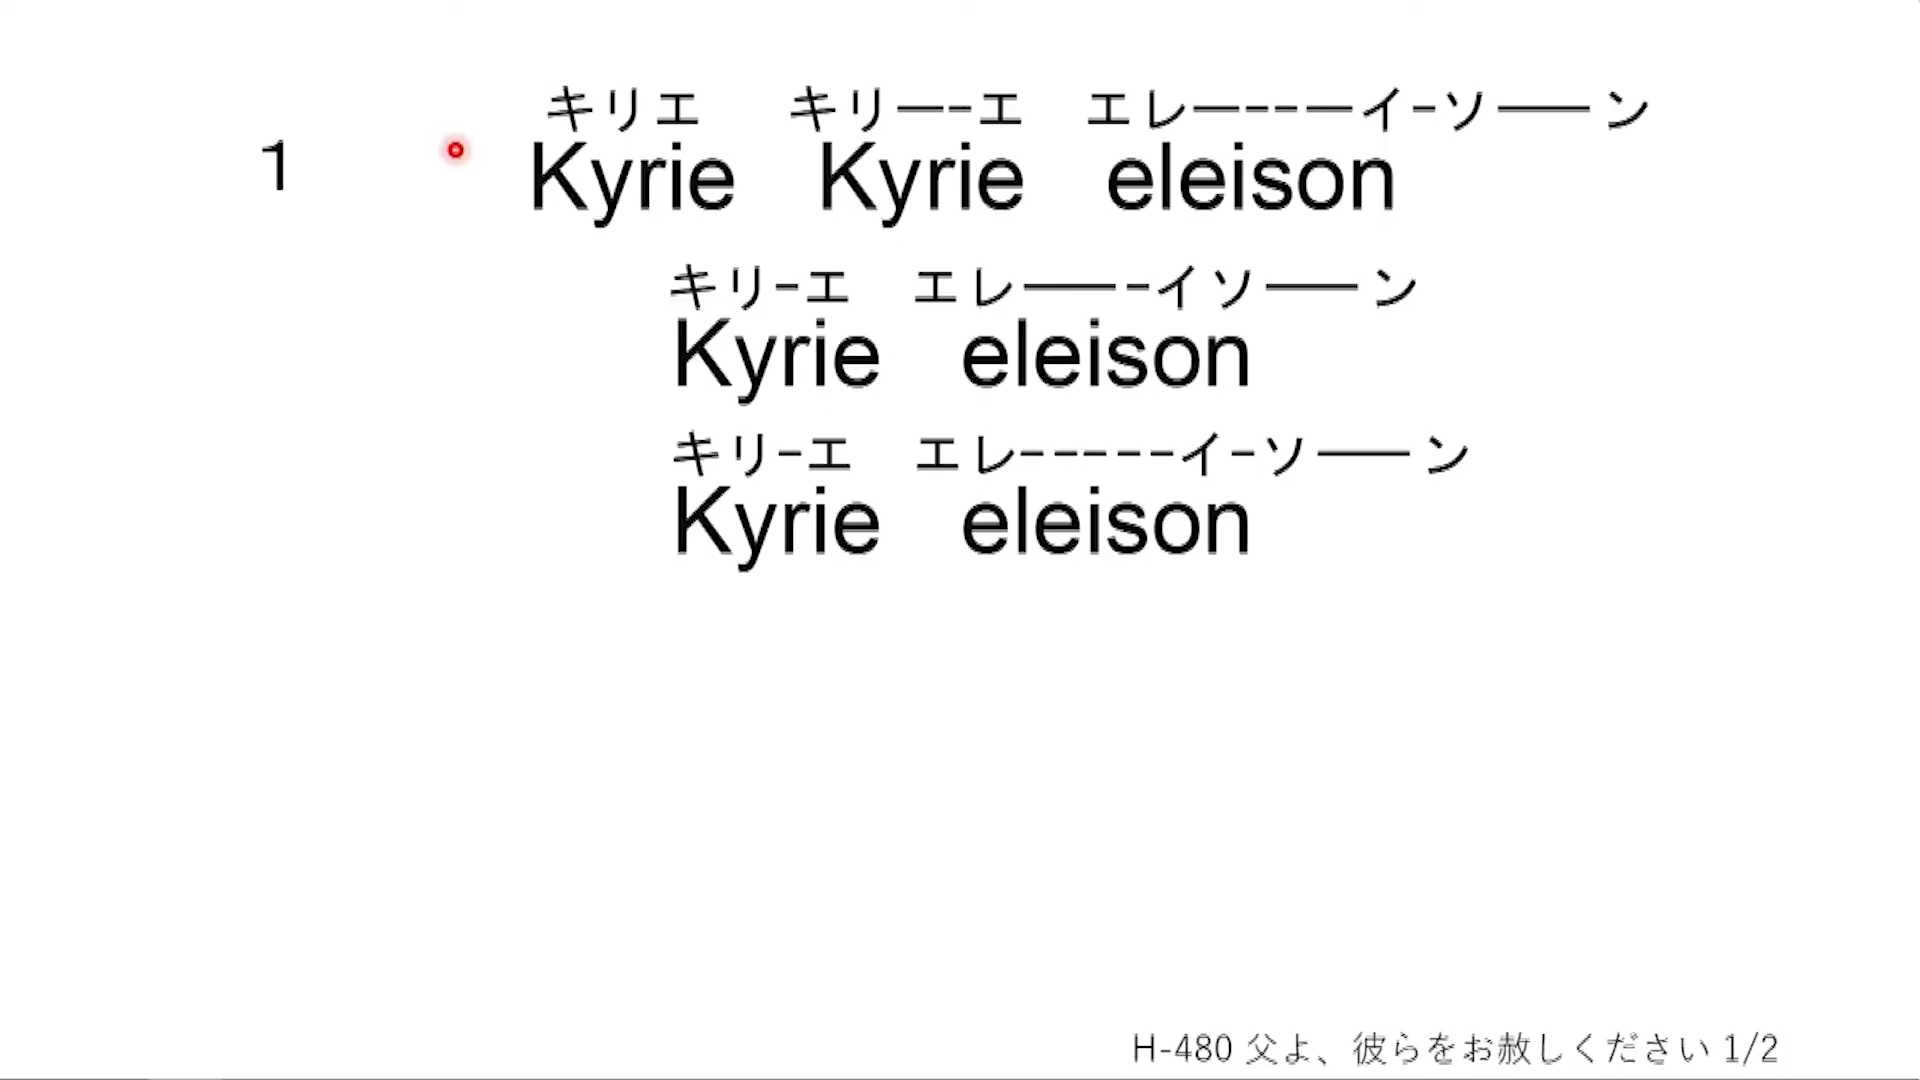 キリエ キリー-エ エレー--ーイ-ソーーン
1 Kyrie Kyrie eleison
キリ-エ エレーー-イソーーン
Kyrie eleison
キリ-エ エレ-----イ-ソーーン
Kyrie eleison
H-480 父よ、彼らをお赦しください 1/2